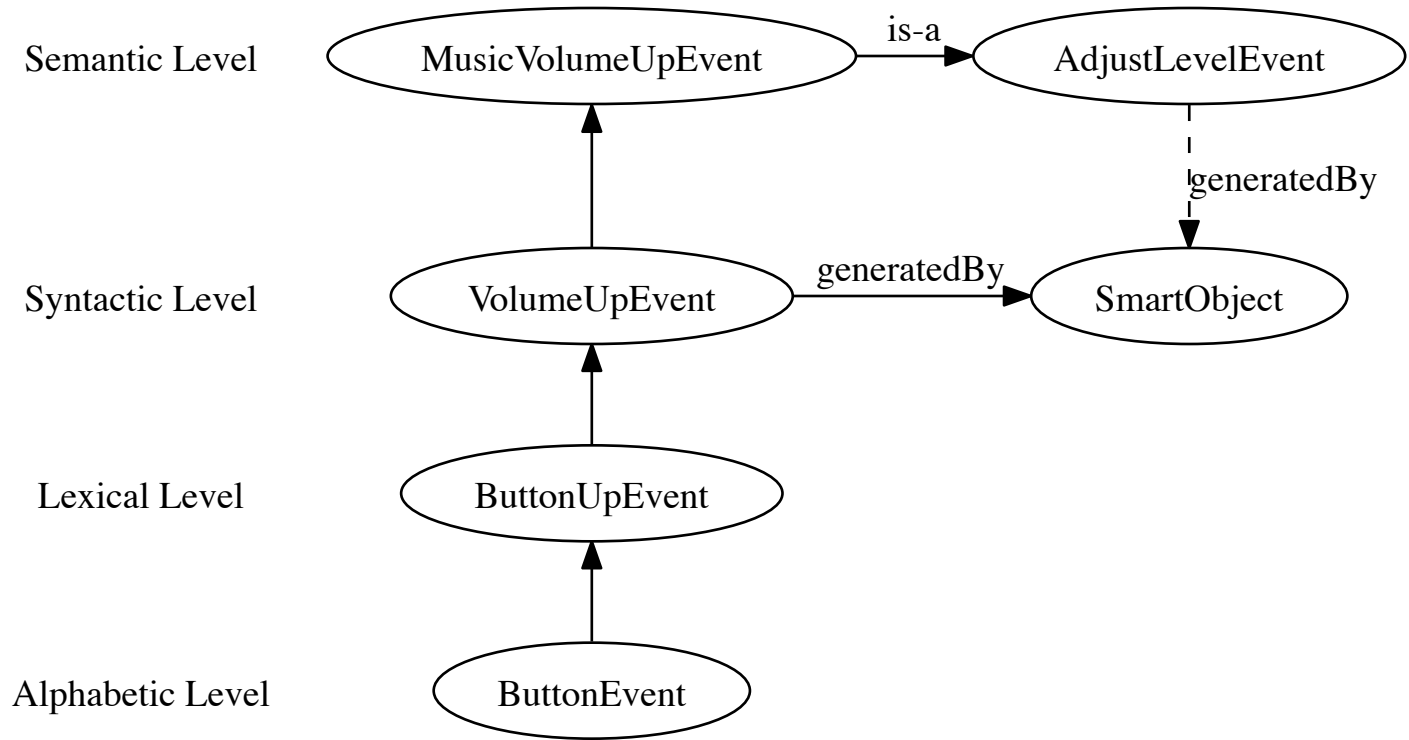 is-a
Semantic Level
MusicVolumeUpEvent
AdjustLevelEvent
generatedBy
generatedBy
Syntactic Level
VolumeUpEvent
SmartObject
Lexical Level
ButtonUpEvent
Alphabetic Level
ButtonEvent